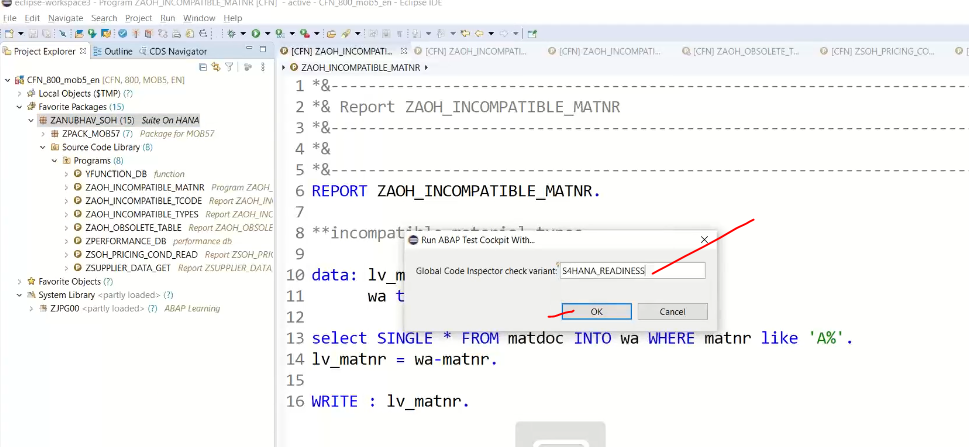 eclipse-workspace3 - Program ZAOH_INCOMPATIBLE_MATNR [CFN] - active - CFN_800_mob5_en - Eclipse IDE
File Edit Navigate Search Project Run Window Help
Project Explorer Outline CDS Navigator
[CFN] ZAOH_INCOMPATI... [CFN] ZAOH_INCOMPATI... [CFN] ZAOH_INCOMPATI... [CFN] ZAOH_OBSOLETE_T... [CFN] ZSOH_PRICING_CO...
ZAOH_INCOMPATIBLE_MATNR
CFN_800_mob5_en [CFN, 800, MOB5, EN]
Local Objects ($TMP) (?)
Favorite Packages (15)
ZANUBHAV_SOH (15) Suite On HANA
ZPACK_MOB57 (7) Package for MOB57
Source Code Library (8)
Programs (8)
YFUNCTION_DB function
ZAOH_INCOMPATIBLE_MATNR Program ZAOH_
ZAOH_INCOMPATIBLE_TCODE Report ZAOH_IN
ZAOH_INCOMPATIBLE_TYPES Report ZAOH_INC
ZAOH_OBSOLETE_TABLE Report ZAOH_OBSOLE
ZPERFORMANCE_DB performance db
ZSOH_PRICING_COND_READ Report ZSOH_PR
ZSUPPLIER_DATA_GET Report ZSUPPLIER_DATA.
Favorite Objects (?)
System Library <partly loaded> (?)
ZJPG00 <partly loaded> (?) ABAP Learning
1 *&---------------------------------------------------------------------
2 *& Report ZAOH_INCOMPATIBLE_MATNR
3 *&---------------------------------------------------------------------
4 *&
5 *&---------------------------------------------------------------------
6 REPORT ZAOH_INCOMPATIBLE_MATNR.
7
8 **incompatible material types
9
10 data: lv_m
11 wa t
12
13 select SINGLE * FROM matdoc INTO wa WHERE matnr like 'A%'.
14 lv_matnr = wa-matnr.
15
16 WRITE : lv_matnr.
Run ABAP Test Cockpit With...
Global Code Inspector check variant: S4HANA_READINESS
OK Cancel